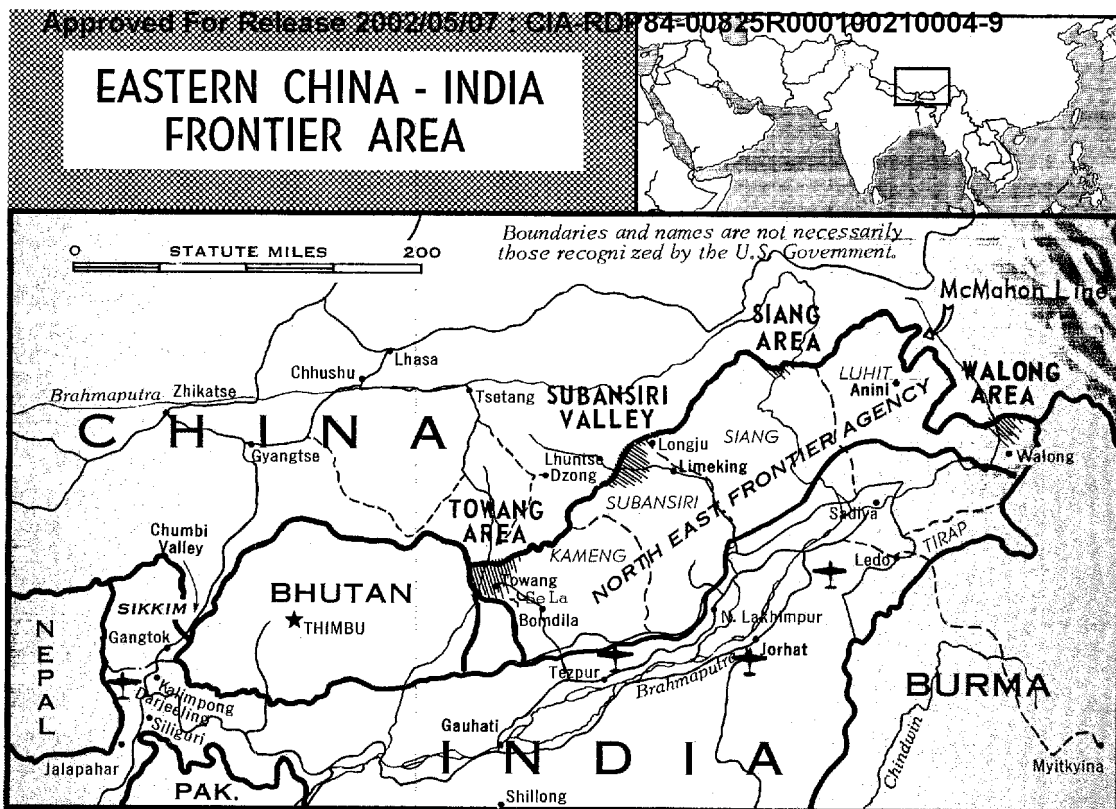 Approved For Release 2002/05/07 : CIA-RDP84-00825R000100210004-9
EASTERN CHINA - INDIA
FRONTIER AREA
0 STATUTE MILES 200
Boundaries and names are not necessarily
those recognized by the U.S. Government.
McMahon Line
SIANG
AREA
LUHIT
Anini
WALONG
AREA
Lhasa
Chhushu
Brahmaputra
Zhikatse
Tsetang
SUBANSIRI
VALLEY
CHINA
Gyangtse
Longju
SIANG
Limeking
Walong
Lhuntse
Dzong
SUBANSIRI
NORTH EAST FRONTIER AGENCY
TOWANG
AREA
Sadiya
Chumbi
Valley
KAMENG
TIRAP
Ledo
Towang
Se La
Bomdila
BHUTAN
THIMBU
SIKKIM
Gangtok
NEPAL
N. Lakhimpur
Jorhat
Tezpur
Brahmaputra
BURMA
Kalimpong
Darjeeling
Siliguri
Gauhati
INDIA
Chindwin
Jalapahar
Myitkyina
PAK.
Shillong